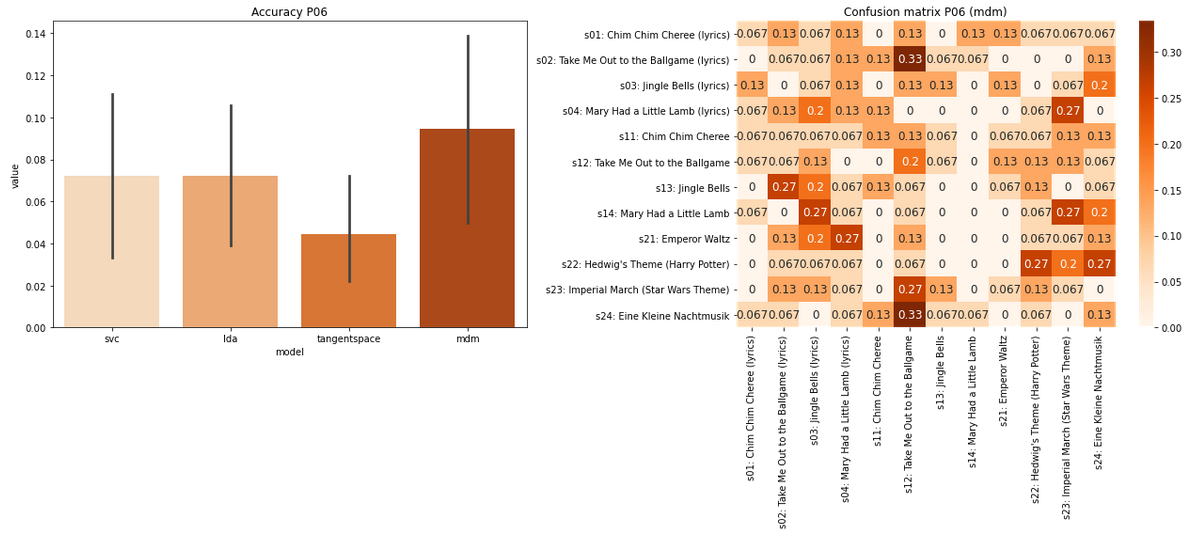 Accuracy P06
value
0.14
0.12
0.10
0.08
0.06
0.04
0.02
0.00
svc
lda
tangentspace
mdm
model
Confusion matrix P06 (mdm)
s01: Chim Chim Cheree (lyrics) 0.067 0.13 0.067 0.13 0 0.13 0 0.13 0.13 0.067 0.067 0.067
s02: Take Me Out to the Ballgame (lyrics) 0 0.067 0.067 0.13 0.13 0.33 0.067 0.067 0 0 0 0.13
s03: Jingle Bells (lyrics) 0.13 0 0.067 0.13 0 0.13 0.13 0 0.13 0 0.067 0.2
s04: Mary Had a Little Lamb (lyrics) 0.067 0.13 0.2 0.13 0.13 0 0 0 0 0.067 0.27 0
s11: Chim Chim Cheree 0.067 0.067 0.067 0.067 0.13 0.13 0.067 0 0.067 0.067 0.13 0.13
s12: Take Me Out to the Ballgame 0.067 0.067 0.13 0 0 0.2 0.067 0 0.13 0.13 0.13 0.067
s13: Jingle Bells 0 0.27 0.2 0.067 0.13 0.067 0 0 0.067 0.13 0 0.067
s14: Mary Had a Little Lamb 0.067 0 0.27 0.067 0 0.067 0 0 0 0.067 0.27 0.2
s21: Emperor Waltz 0 0.13 0.2 0.27 0 0.13 0 0 0 0.067 0.067 0.13
s22: Hedwig's Theme (Harry Potter) 0 0.067 0.067 0.067 0 0.067 0 0 0 0.27 0.2 0.27
s23: Imperial March (Star Wars Theme) 0 0.13 0.13 0.067 0 0.27 0.13 0 0.067 0.13 0.067 0
s24: Eine Kleine Nachtmusik 0.067 0.067 0 0.067 0.13 0.33 0.067 0.067 0 0.067 0 0.13
s01: Chim Chim Cheree (lyrics)
s02: Take Me Out to the Ballgame (lyrics)
s03: Jingle Bells (lyrics)
s04: Mary Had a Little Lamb (lyrics)
s11: Chim Chim Cheree
s12: Take Me Out to the Ballgame
s13: Jingle Bells
s14: Mary Had a Little Lamb
s21: Emperor Waltz
s22: Hedwig's Theme (Harry Potter)
s23: Imperial March (Star Wars Theme)
s24: Eine Kleine Nachtmusik
0.30
0.25
0.20
0.15
0.10
0.05
0.00